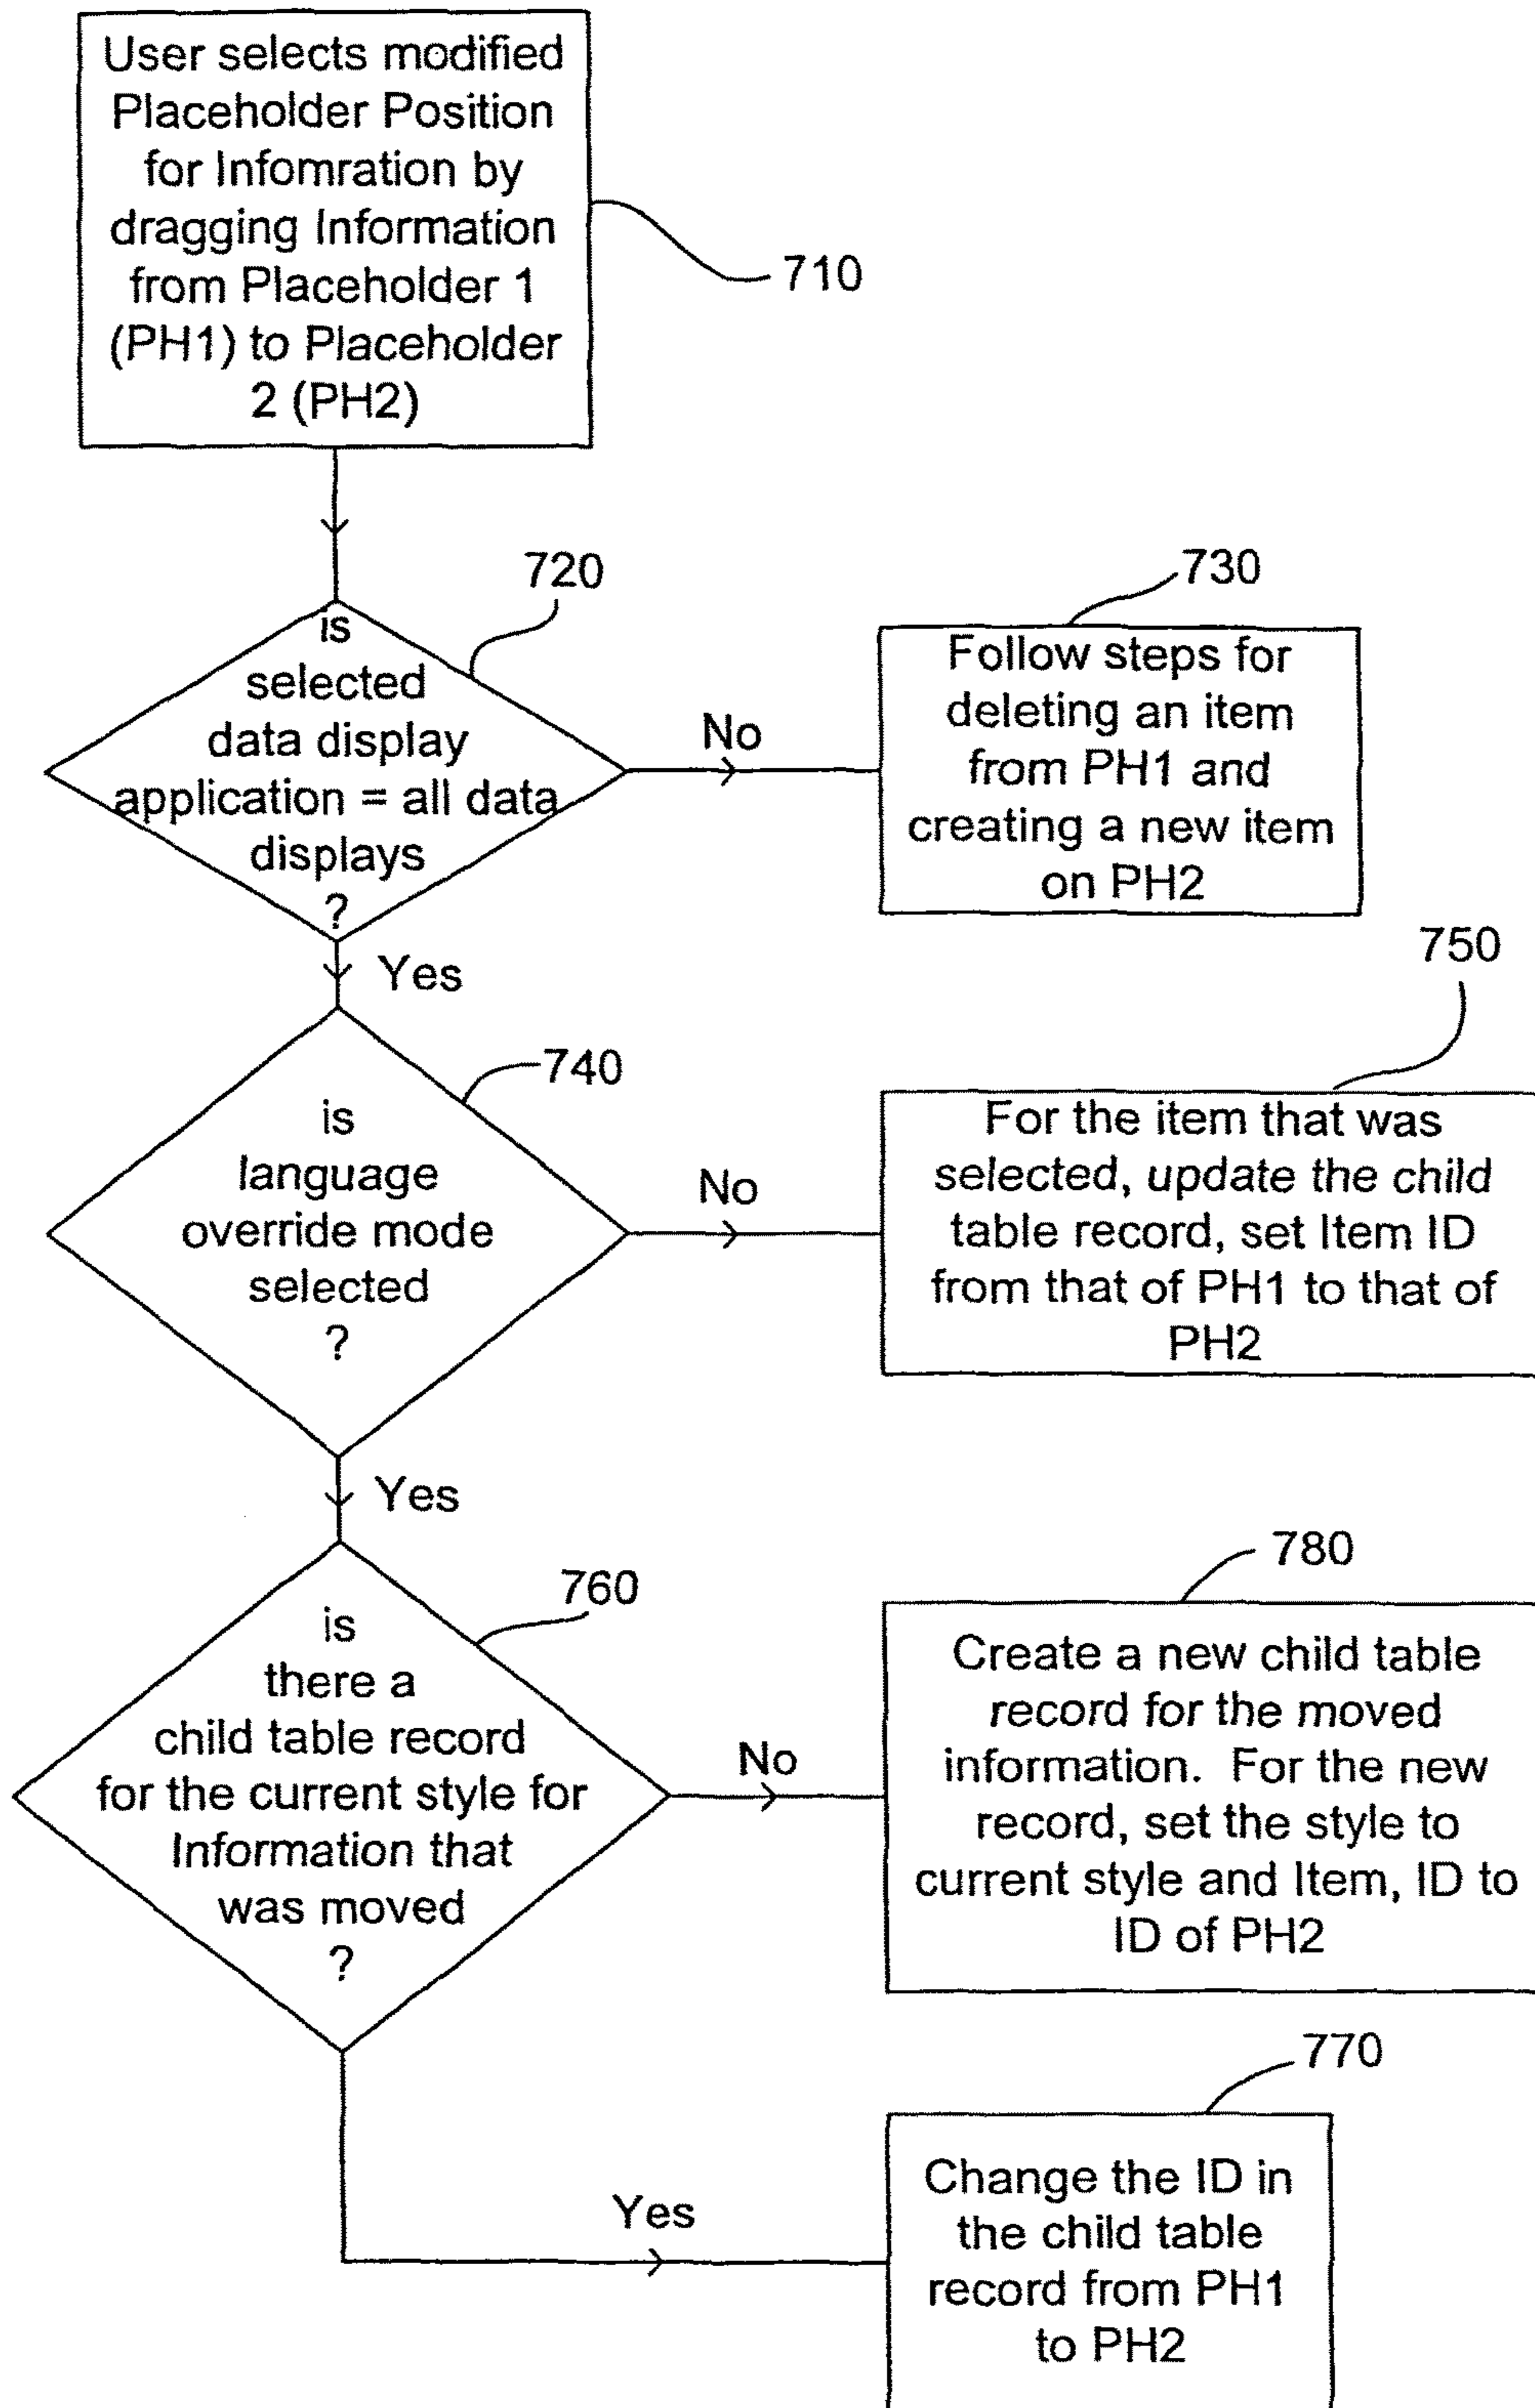 User selects modified
Placeholder Position
for Infomration by
dragging Information
from Placeholder 1
(PH1) to Placeholder
2 (PH2)
710
720
is
selected
data display
application = all data
displays
?
No
730
Follow steps for
deleting an item
from PH1 and
creating a new item
on PH2
Yes
740
is
language
override mode
selected
?
No
750
For the item that was
selected, update the child
table record, set Item ID
from that of PH1 to that of
PH2
Yes
760
is
there a
child table record
for the current style for
Information that
was moved
?
No
780
Create a new child table
record for the moved
information. For the new
record, set the style to
current style and Item, ID to
ID of PH2
Yes
770
Change the ID in
the child table
record from PH1
to PH2